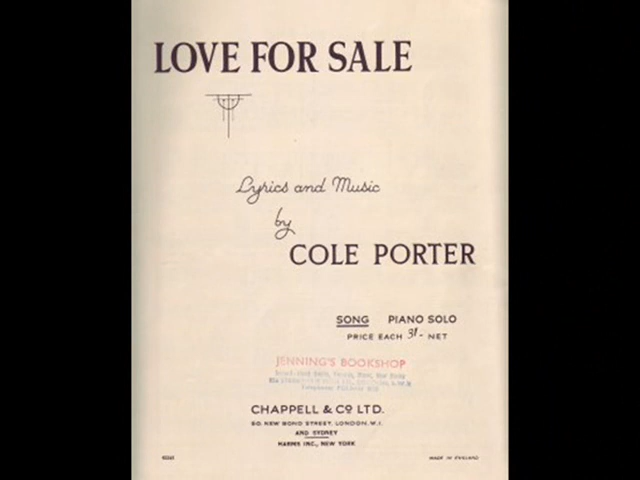 LOVE FOR SALE
Lyrics and Music
by
COLE PORTER
SONG PIANO SOLO
PRICE EACH 3/- NET
JENNING'S BOOKSHOP
CHAPPELL & CO LTD.
50, NEW BOND STREET, LONDON, W.1.
AND SYDNEY
HARMS INC., NEW YORK
42265
MADE IN ENGLAND